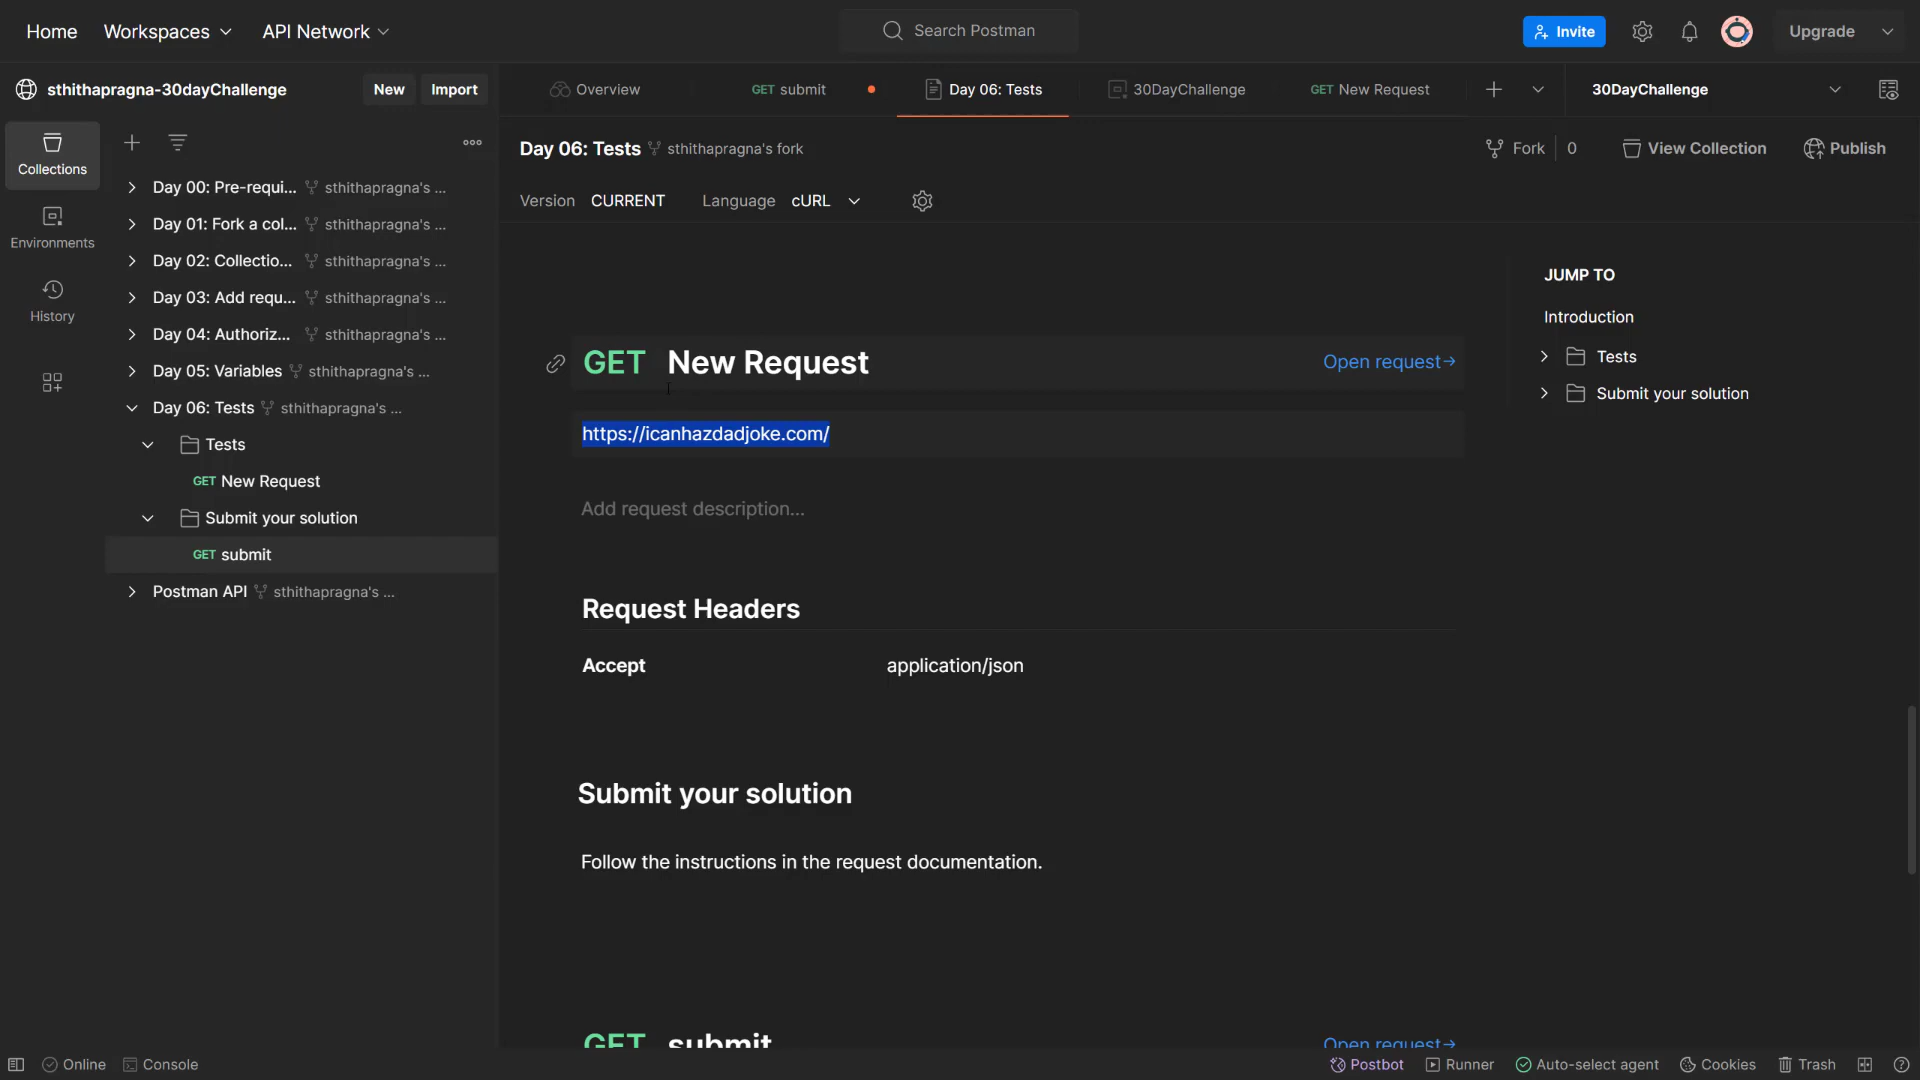 Home Workspaces API Network Search Postman Invite Upgrade
sthithapragna-30dayChallenge New Import Overview GET submit Day 06: Tests 30DayChallenge GET New Request 30DayChallenge
Collections
Environments
History
Day 00: Pre-requi... sthithapragna's ...
Day 01: Fork a col... sthithapragna's ...
Day 02: Collectio... sthithapragna's ...
Day 03: Add requ... sthithapragna's ...
Day 04: Authoriz... sthithapragna's ...
Day 05: Variables sthithapragna's ...
Day 06: Tests sthithapragna's ...
Tests
GET New Request
Submit your solution
GET submit
Postman API sthithapragna's ...
Day 06: Tests sthithapragna's fork Fork 0 View Collection Publish
Version CURRENT Language cURL
GET New Request Open request→
https://icanhazdadjoke.com/
Add request description...
Request Headers
Accept application/json
Submit your solution
Follow the instructions in the request documentation.
GET submit Open request→
JUMP TO
Introduction
Tests
Submit your solution
Online Console Postbot Runner Auto-select agent Cookies Trash